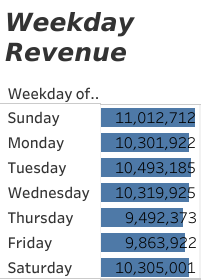 Weekday
Revenue
Weekday of..
Sunday 11,012,712
Monday 10,301,922
Tuesday 10,493,185
Wednesday 10,319,925
Thursday 9,492,373
Friday 9,863,922
Saturday 10,305,001